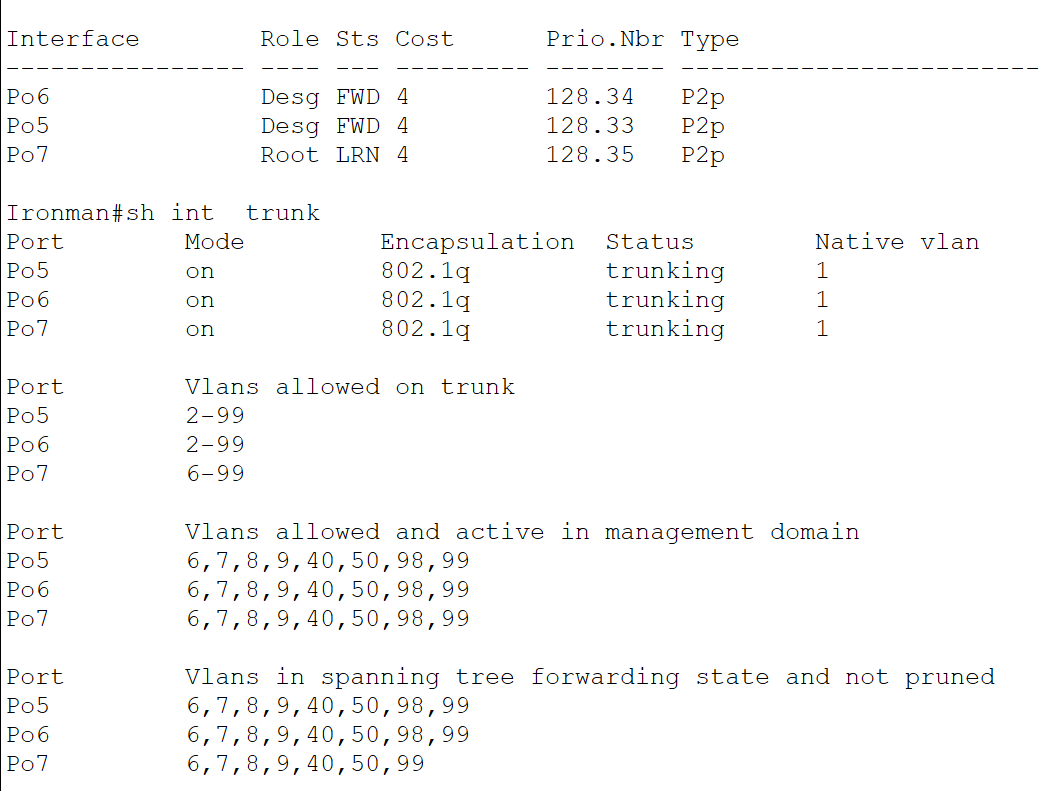 Interface        Role Sts Cost      Prio.Nbr Type
---------------- ---- --- --------- -------- ------------------------
Po6              Desg FWD 4         128.34   P2p
Po5              Desg FWD 4         128.33   P2p
Po7              Root LRN 4         128.35   P2p
Ironman#sh int  trunk
Port        Mode         Encapsulation  Status        Native vlan
Po5         on           802.1q         trunking      1
Po6         on           802.1q         trunking      1
Po7         on           802.1q         trunking      1
Port        Vlans allowed on trunk
Po5         2-99
Po6         2-99
Po7         6-99
Port        Vlans allowed and active in management domain
Po5         6,7,8,9,40,50,98,99
Po6         6,7,8,9,40,50,98,99
Po7         6,7,8,9,40,50,98,99
Port        Vlans in spanning tree forwarding state and not pruned
Po5         6,7,8,9,40,50,98,99
Po6         6,7,8,9,40,50,98,99
Po7         6,7,8,9,40,50,99